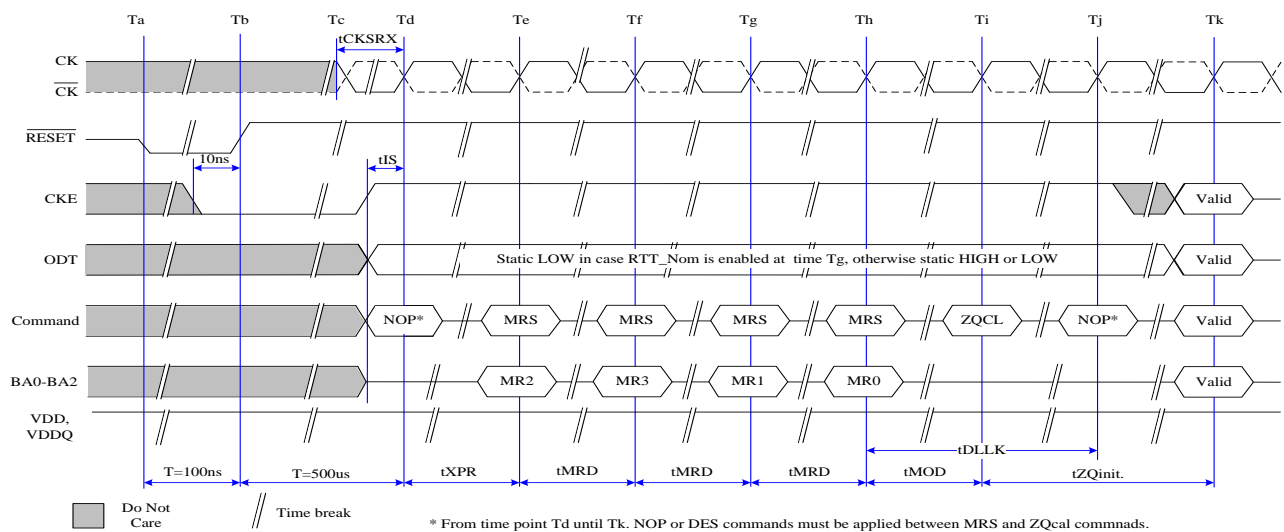 Ta Tb Tc Td Te Tf Tg Th Ti Tj Tk
tCKSRX
CK
CK
RESET
10ns tIS
CKE Valid
ODT Static LOW in case RTT_Nom is enabled at time Tg, otherwise static HIGH or LOW Valid
Command NOP* MRS MRS MRS MRS ZQCL NOP* Valid
BA0-BA2 MR2 MR3 MR1 MR0 Valid
VDD,
VDDQ
tDLLK
T=100ns T=500us tXPR tMRD tMRD tMRD tMOD tZQinit.
Do Not
Care
Time break
* From time point Td until Tk. NOP or DES commands must be applied between MRS and ZQcal commnads.